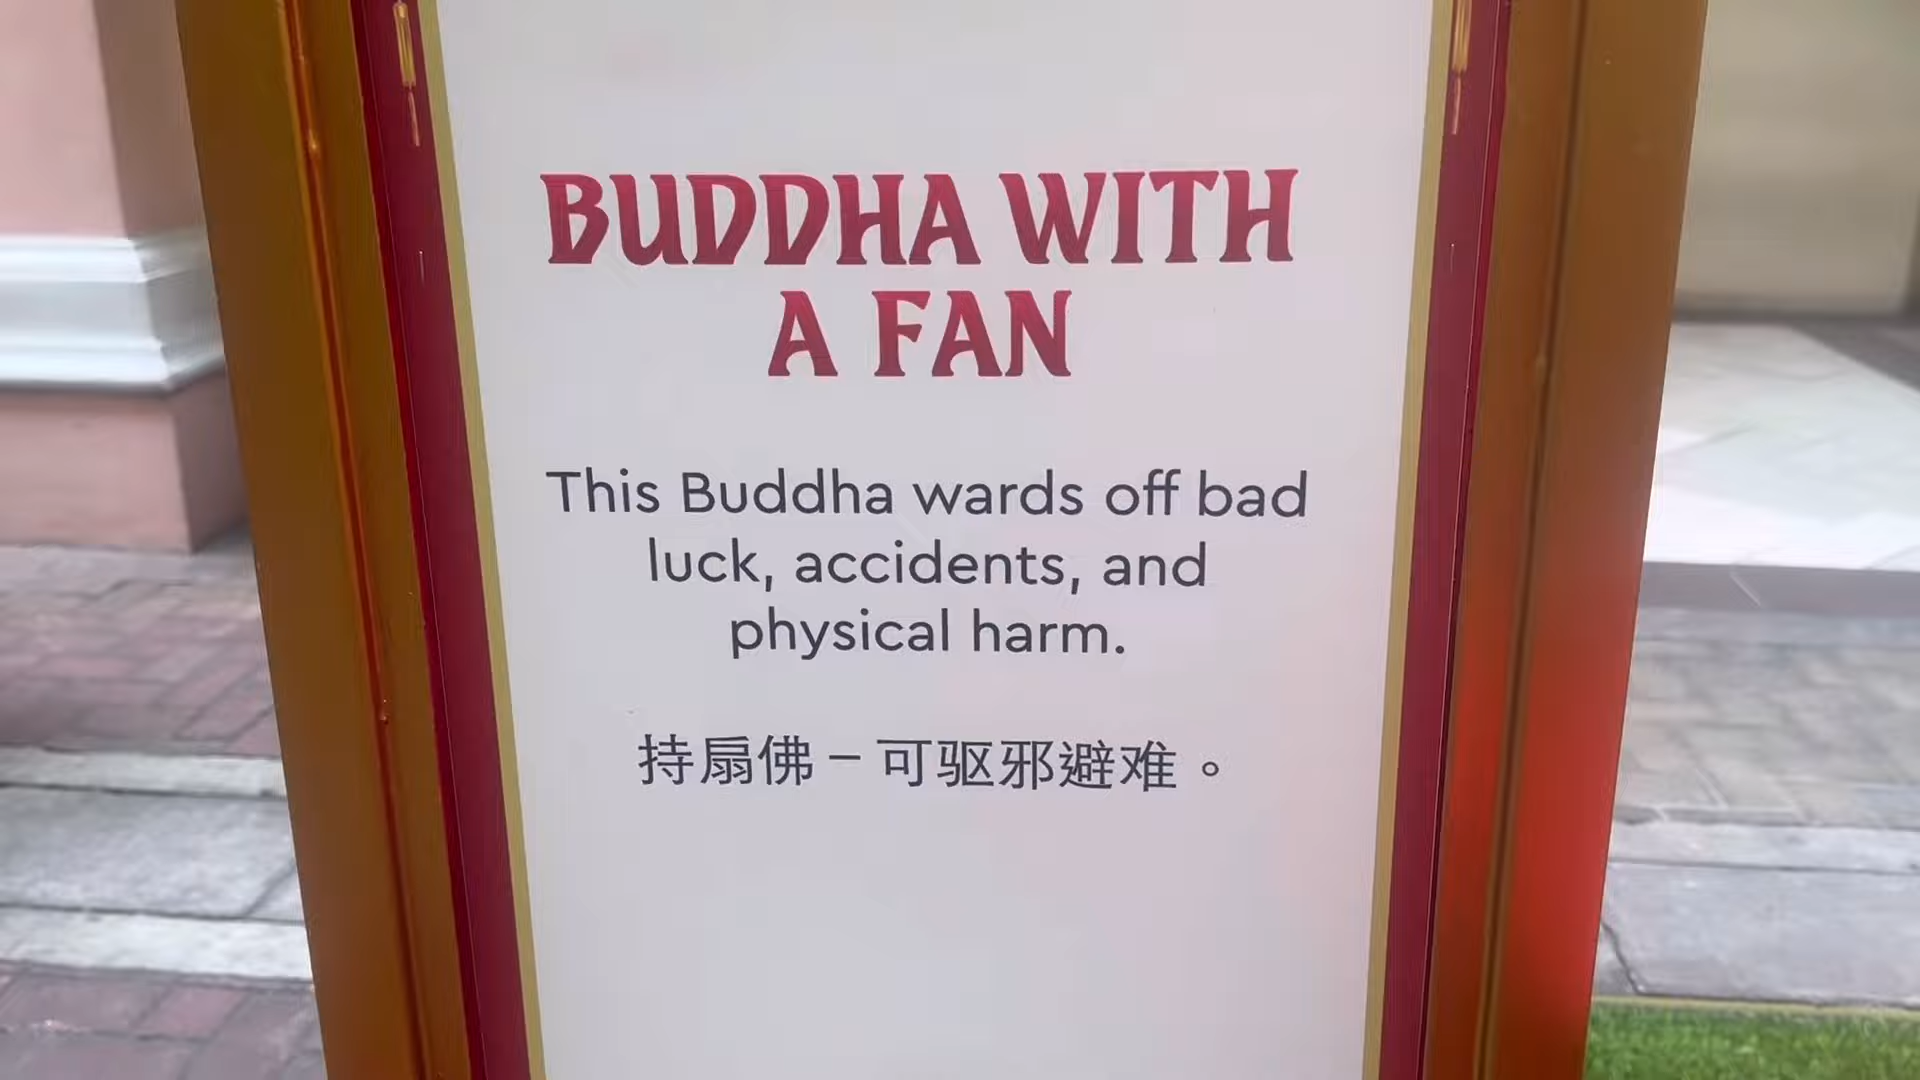 BUDDHA WITH
A FAN
This Buddha wards off bad
luck, accidents, and
physical harm.
持扇佛－可驱邪避难。